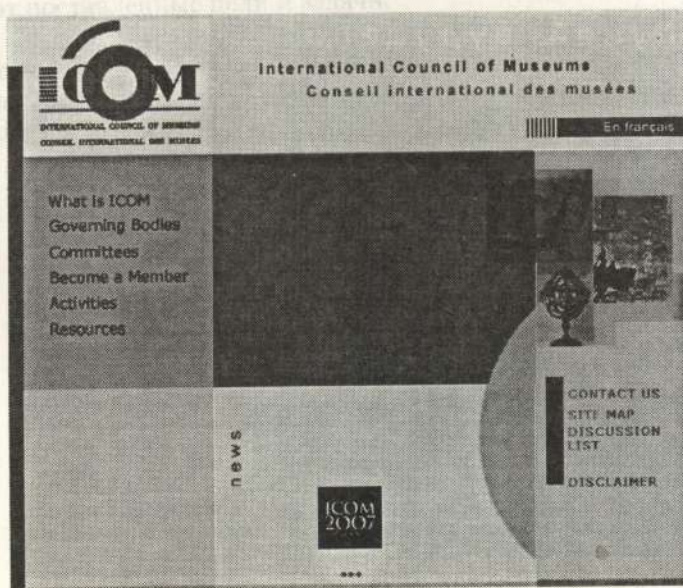 ICOM
INTERNATIONAL COUNCIL OF MUSEUMS
CONSEIL INTERNATIONAL DES MUSÉES
International Council of Museums
Conseil international des musées
En français
What is ICOM
Governing Bodies
Committees
Become a Member
Activities
Resources
news
ICOM
2007
CONTACT US
SITE MAP
DISCUSSION
LIST
DISCLAIMER